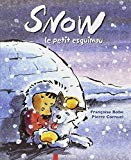 SNOW
le petit esquimau
Françoise Bobe
Pierre Cornuel